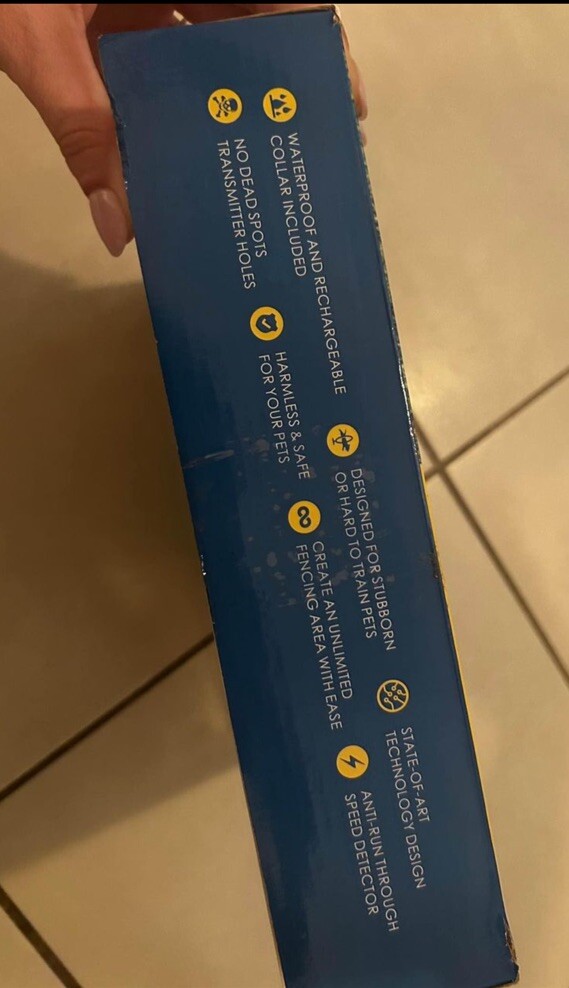 WATERPROOF AND RECHARGEABLE
COLLAR INCLUDED
DESIGNED FOR STUBBORN
OR HARD TO TRAIN PETS
STATE-OF-ART
TECHNOLOGY DESIGN
NO DEAD SPOTS
TRANSMITTER HOLES
HARMLESS & SAFE
FOR YOUR PETS
CREATE AN UNLIMITED
FENCING AREA WITH EASE
ANTI-RUN THROUGH
SPEED DETECTOR